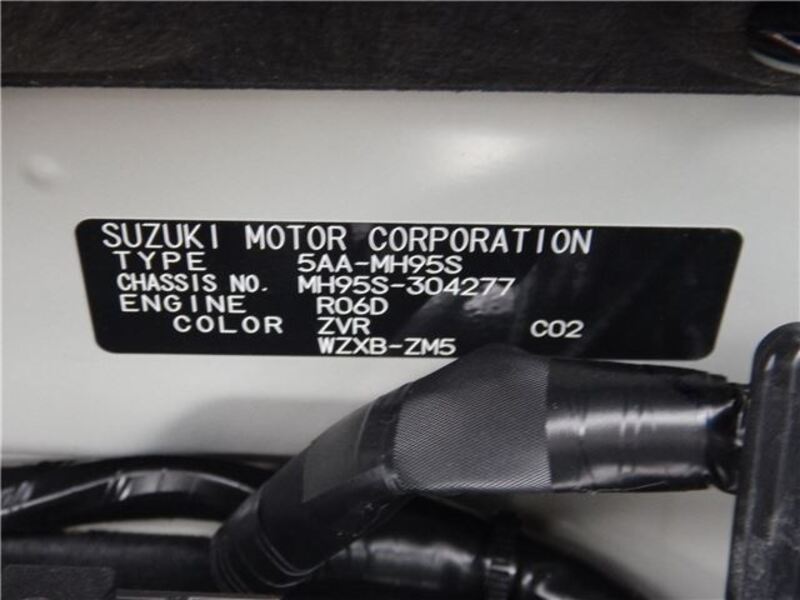 SUZUKI MOTOR CORPORATION
TYPE 5AA-MH95S
CHASSIS NO. MH95S-304277
ENGINE R06D
COLOR ZVR C02
WZXB-ZM5